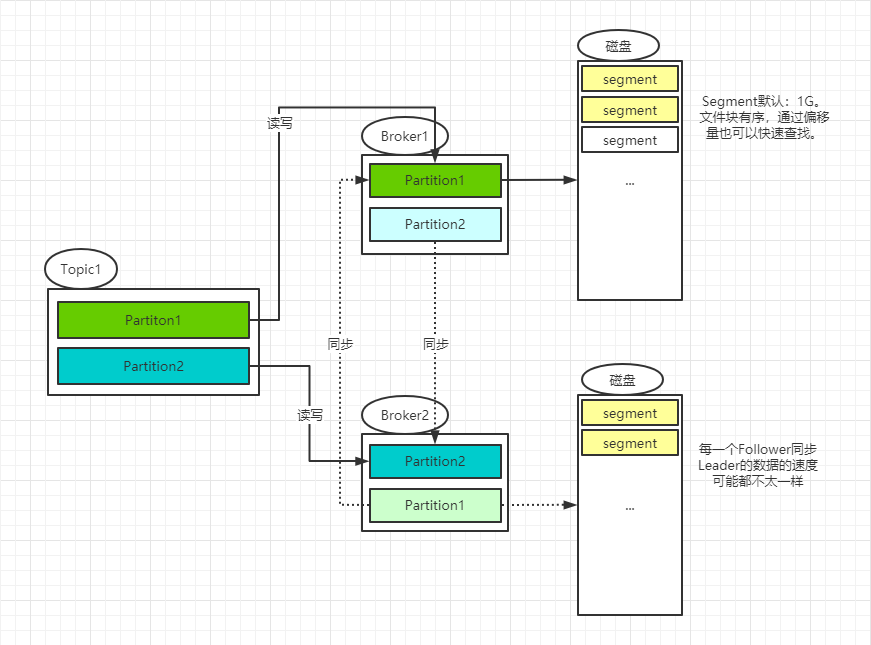 磁盘
segment
segment
segment
...
Segment默认：1G。
文件块有序，通过偏移
量也可以快速查找。
读写
Broker1
Partition1
Partition2
Topic1
Partiton1
Partition2
同步
同步
读写
Broker2
Partition2
Partition1
磁盘
segment
segment
...
每一个Follower同步
Leader的数据的速度
可能都不太一样